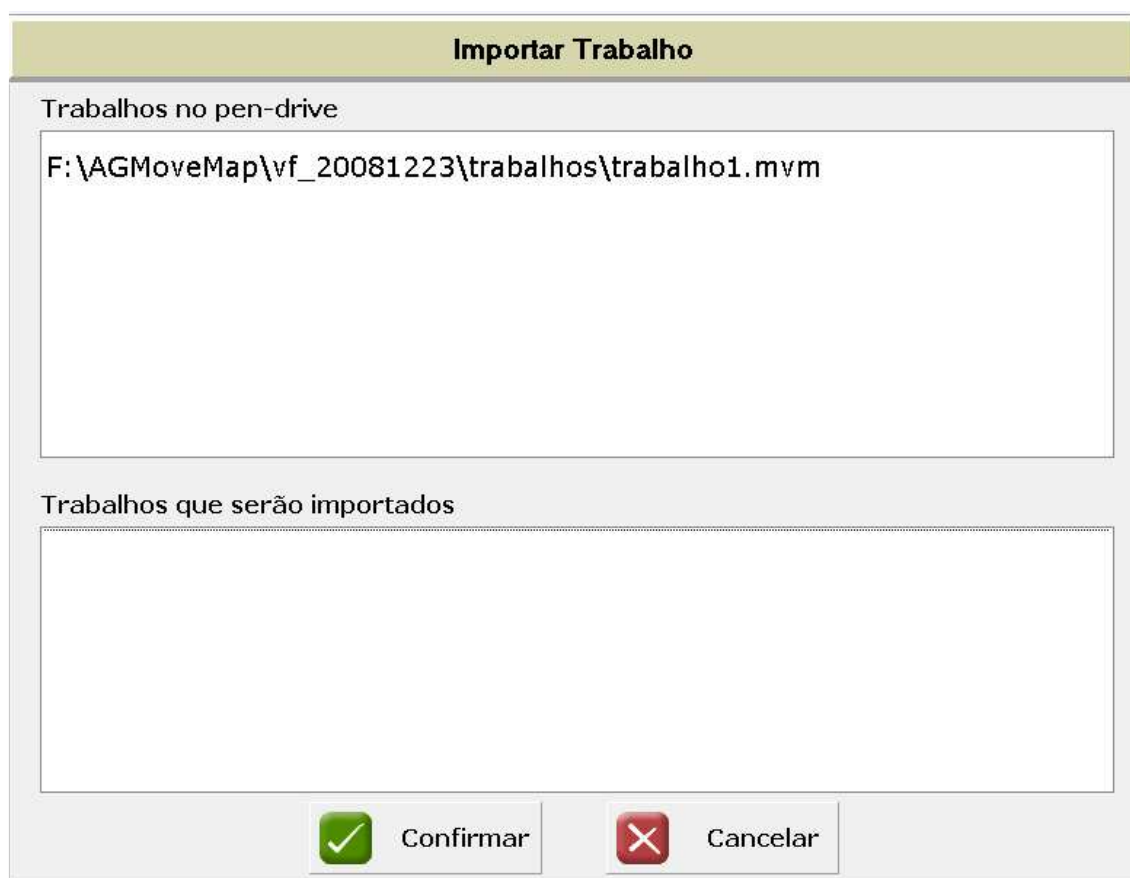 Importar Trabalho
Trabalhos no pen-drive
F:\AGMoveMap\vf_20081223\trabalhos\trabalho1.mvm
Trabalhos que serão importados
Confirmar
Cancelar